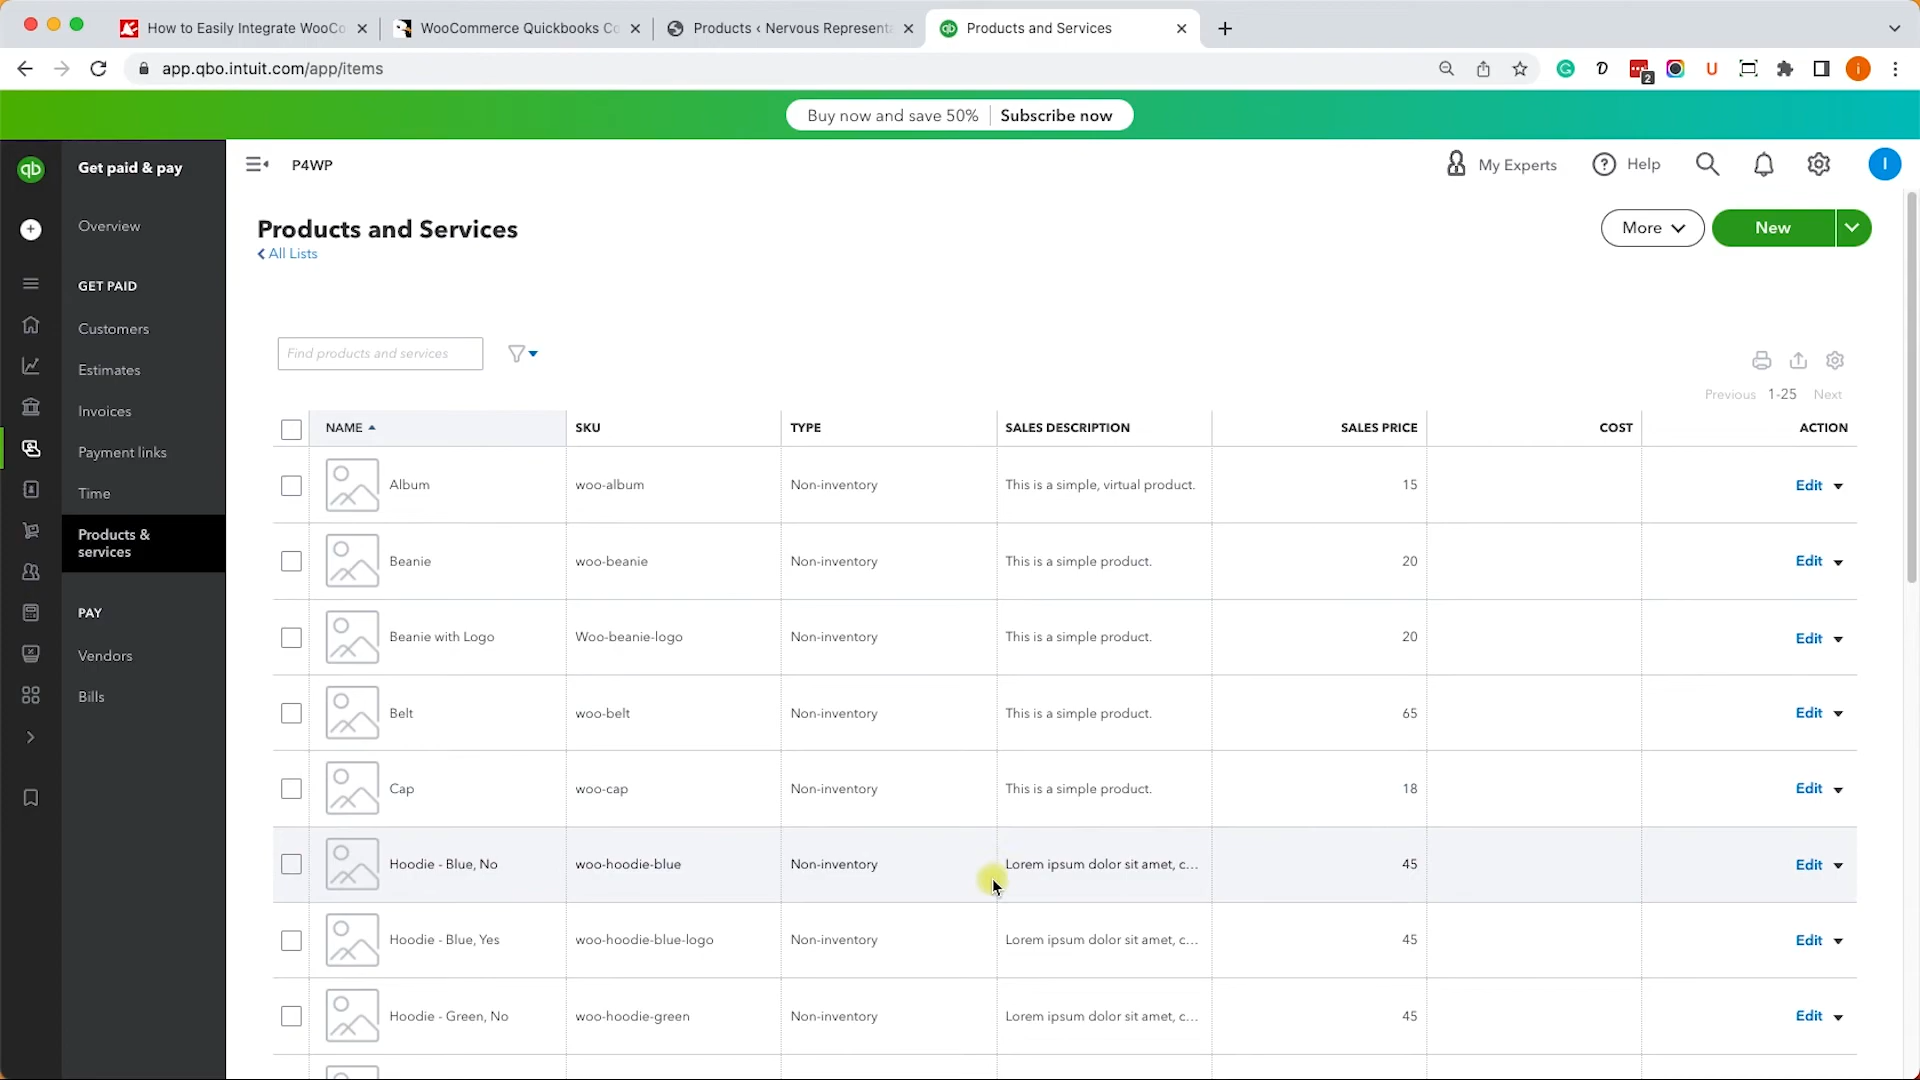 How to Easily Integrate WooCo
WooCommerce Quickbooks Co
Products ‹ Nervous Representa
Products and Services
app.qbo.intuit.com/app/items
2
i
Buy now and save 50%
Subscribe now
qb
Get paid & pay
P4WP
My Experts
Help
I
Overview
GET PAID
Customers
Estimates
Invoices
Payment links
Time
Products &
services
PAY
Vendors
Bills
Products and Services
All Lists
More
New
Find products and services
Previous 1-25 Next
NAME SKU TYPE SALES DESCRIPTION SALES PRICE COST ACTION
Album woo-album Non-inventory This is a simple, virtual product. 15 Edit
Beanie woo-beanie Non-inventory This is a simple product. 20 Edit
Beanie with Logo Woo-beanie-logo Non-inventory This is a simple product. 20 Edit
Belt woo-belt Non-inventory This is a simple product. 65 Edit
Cap woo-cap Non-inventory This is a simple product. 18 Edit
Hoodie - Blue, No woo-hoodie-blue Non-inventory Lorem ipsum dolor sit amet, c... 45 Edit
Hoodie - Blue, Yes woo-hoodie-blue-logo Non-inventory Lorem ipsum dolor sit amet, c... 45 Edit
Hoodie - Green, No woo-hoodie-green Non-inventory Lorem ipsum dolor sit amet, c... 45 Edit